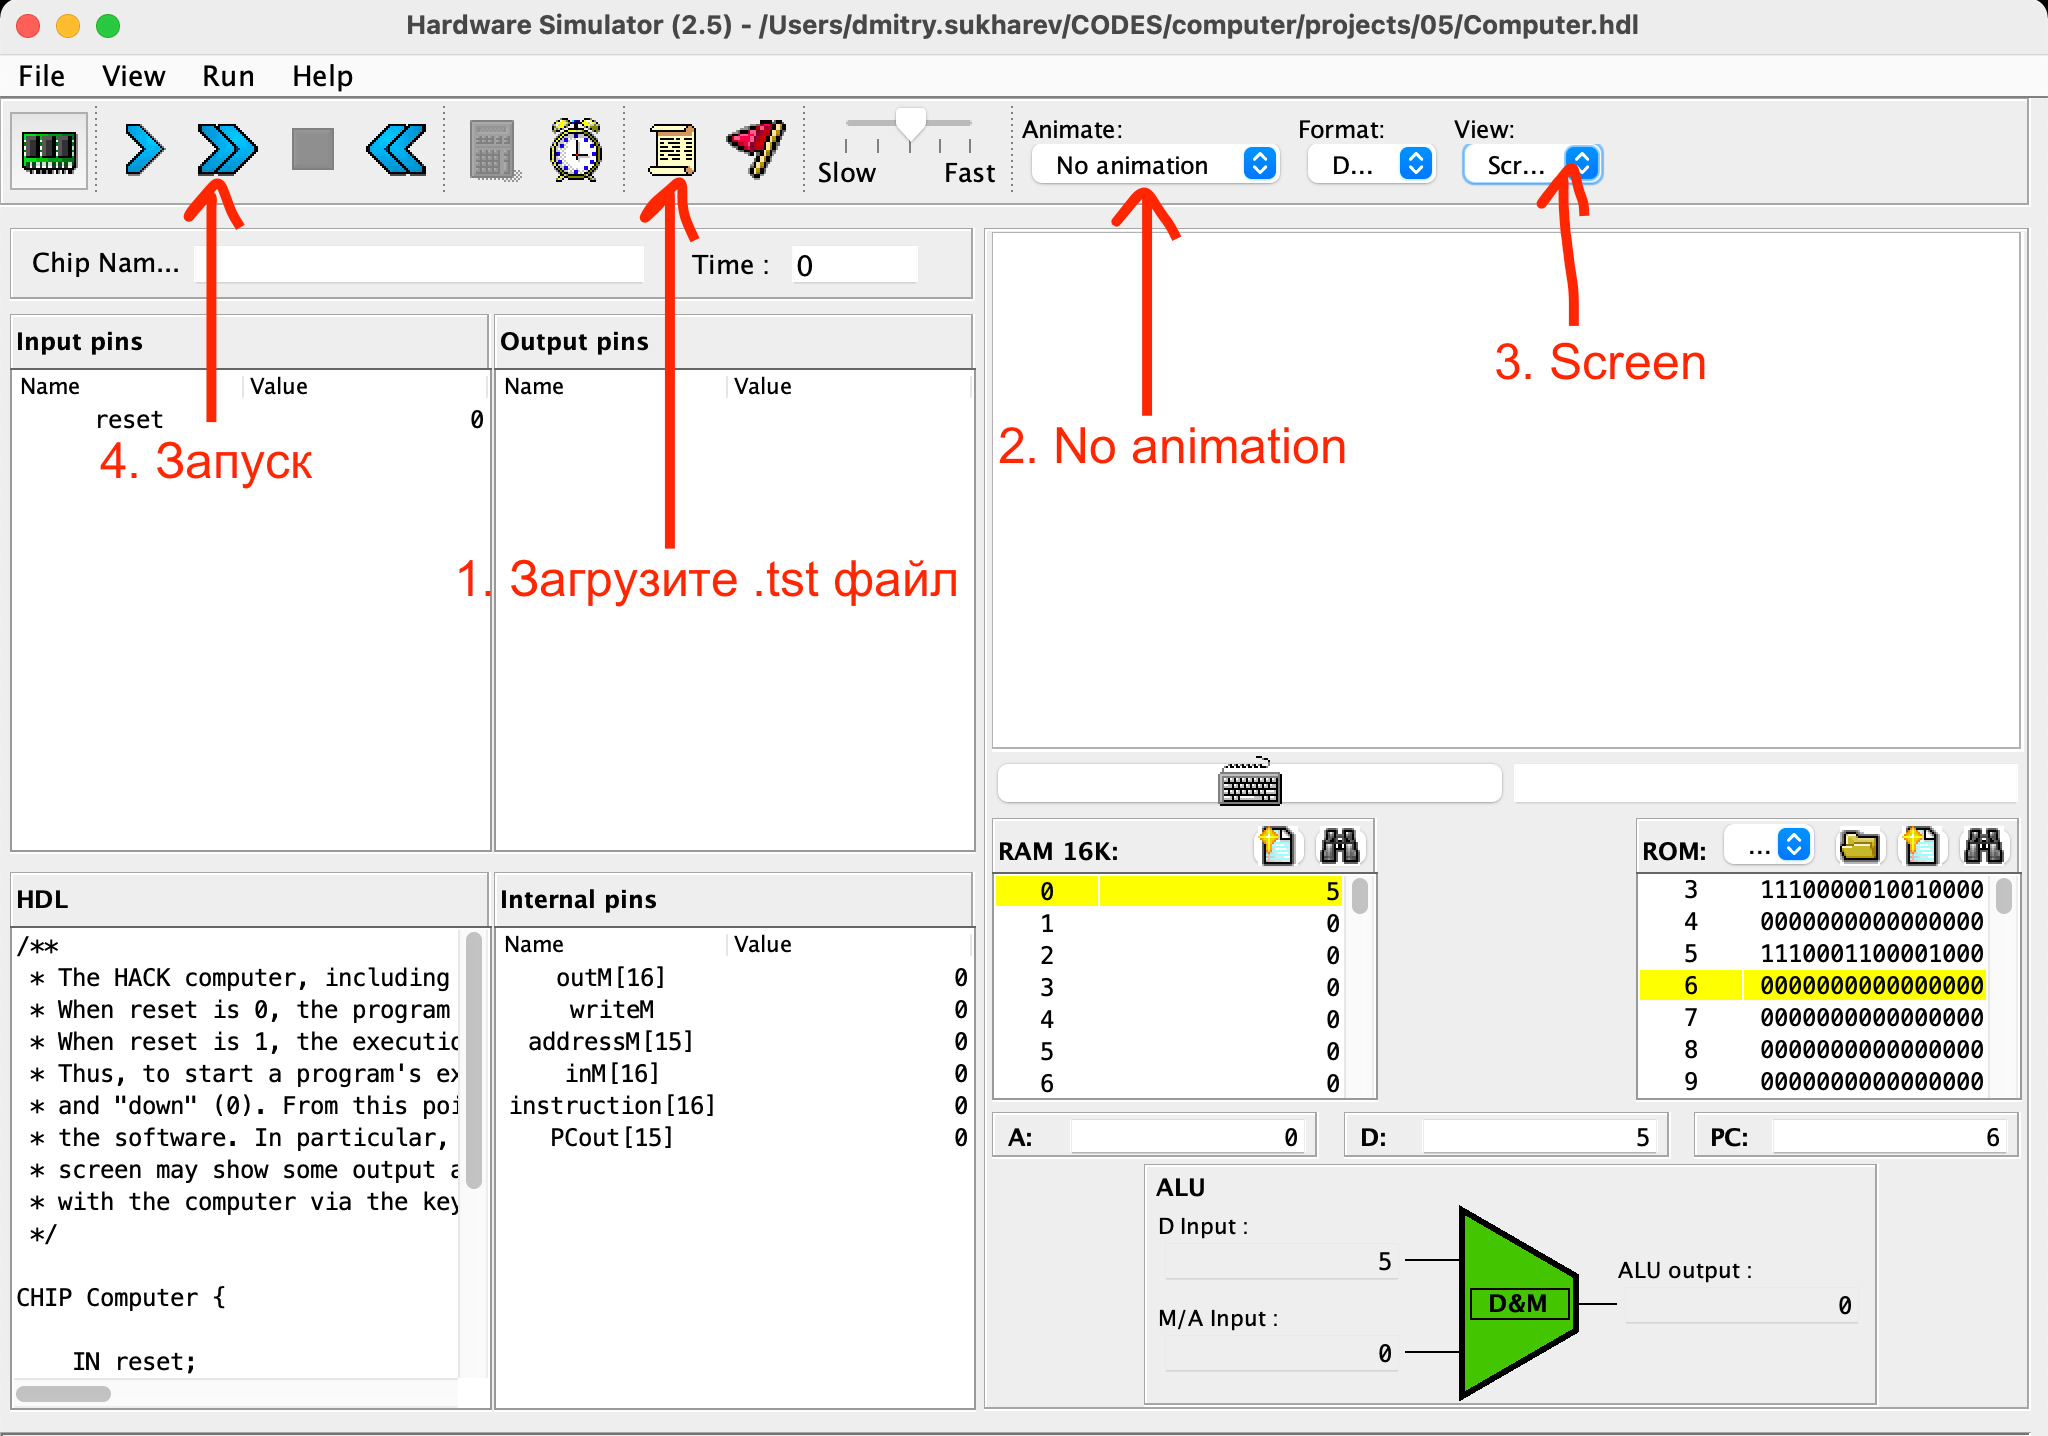 Hardware Simulator (2.5) - /Users/dmitry.sukharev/CODES/computer/projects/05/Computer.hdl
File View Run Help
Slow Fast
Animate:
No animation
Format:
D...
View:
Scr...
Chip Nam...
Time :
0
Input pins
Name Value
reset 0
4. Запуск
Output pins
Name Value
1. Загрузите .tst файл
2. No animation
3. Screen
HDL
/**
* The HACK computer, including
* When reset is 0, the program
* When reset is 1, the executio
* Thus, to start a program's ex
* and "down" (0). From this poi
* the software. In particular,
* screen may show some output a
* with the computer via the key
*/
CHIP Computer {
IN reset;
Internal pins
Name Value
outM[16] 0
writeM 0
addressM[15] 0
inM[16] 0
instruction[16] 0
PCout[15] 0
RAM 16K:
0 5
1 0
2 0
3 0
4 0
5 0
6 0
ROM:
...
3 1110000010010000
4 0000000000000000
5 1110001100001000
6 0000000000000000
7 0000000000000000
8 0000000000000000
9 0000000000000000
A: 0
D: 5
PC: 6
ALU
D Input :
5
M/A Input :
0
D&M
ALU output :
0